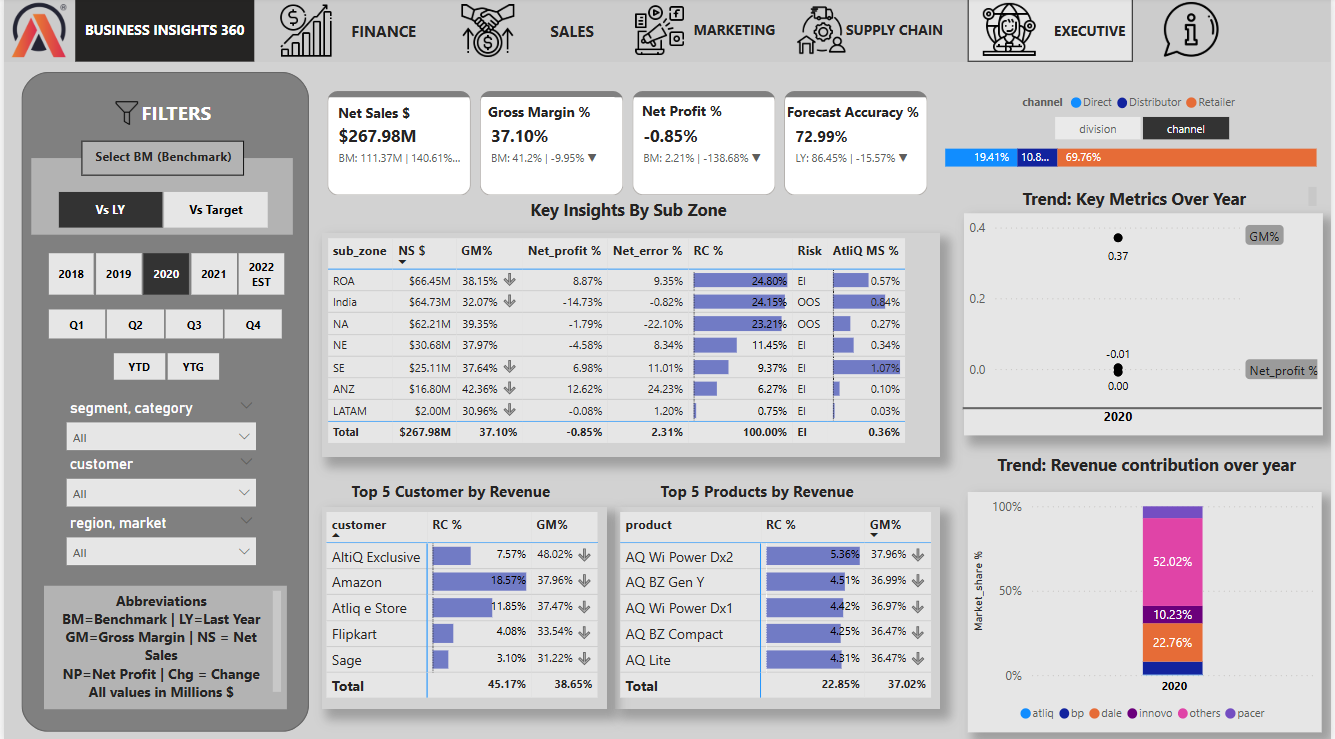 BUSINESS INSIGHTS 360
FINANCE
SALES
MARKETING
SUPPLY CHAIN
EXECUTIVE
FILTERS
Select BM (Benchmark)
Vs LY Vs Target
2018 2019 2020 2021 2022 EST
Q1 Q2 Q3 Q4
YTD YTG
segment, category
All
customer
All
region, market
All
Abbreviations
BM=Benchmark | LY=Last Year
GM=Gross Margin | NS = Net
Sales
NP=Net Profit | Chg = Change
All values in Millions $
Net Sales $
$267.98M
BM: 111.37M | 140.61%...
Gross Margin %
37.10%
BM: 41.2% | -9.95% ▼
Net Profit %
-0.85%
BM: 2.21% | -138.68% ▼
Forecast Accuracy %
72.99%
LY: 86.45% | -15.57% ▼
channel Direct Distributor Retailer
division channel
19.41% 10.8... 69.76%
Key Insights By Sub Zone
sub_zone NS $ GM% Net_profit % Net_error % RC % Risk AtliQ MS %
ROA $66.45M 38.15% 8.87% 9.35% 24.80% EI 0.57%
India $64.73M 32.07% -14.73% -0.82% 24.15% OOS 0.84%
NA $62.21M 39.35% -1.79% -22.10% 23.21% OOS 0.27%
NE $30.68M 37.97% -4.58% 8.34% 11.45% EI 0.34%
SE $25.11M 37.64% 6.98% 11.01% 9.37% EI 1.07%
ANZ $16.80M 42.36% 12.62% 24.23% 6.27% EI 0.10%
LATAM $2.00M 30.96% -0.08% 1.20% 0.75% EI 0.03%
Total $267.98M 37.10% -0.85% 2.31% 100.00% EI 0.36%
Top 5 Customer by Revenue
customer RC % GM%
AltiQ Exclusive 7.57% 48.02%
Amazon 18.57% 37.96%
Atliq e Store 11.85% 37.47%
Flipkart 4.08% 33.54%
Sage 3.10% 31.22%
Total 45.17% 38.65%
Top 5 Products by Revenue
product RC % GM%
AQ Wi Power Dx2 5.36% 37.96%
AQ BZ Gen Y 4.51% 36.99%
AQ Wi Power Dx1 4.42% 36.97%
AQ BZ Compact 4.25% 36.47%
AQ Lite 4.31% 36.47%
Total 22.85% 37.02%
Trend: Key Metrics Over Year
0.4
GM%
0.37
0.2
-0.01
0.0
Net_profit %
0.00
2020
Trend: Revenue contribution over year
Market_share %
100%
52.02%
50%
10.23%
22.76%
0%
2020
atliq bp dale innovo others pacer